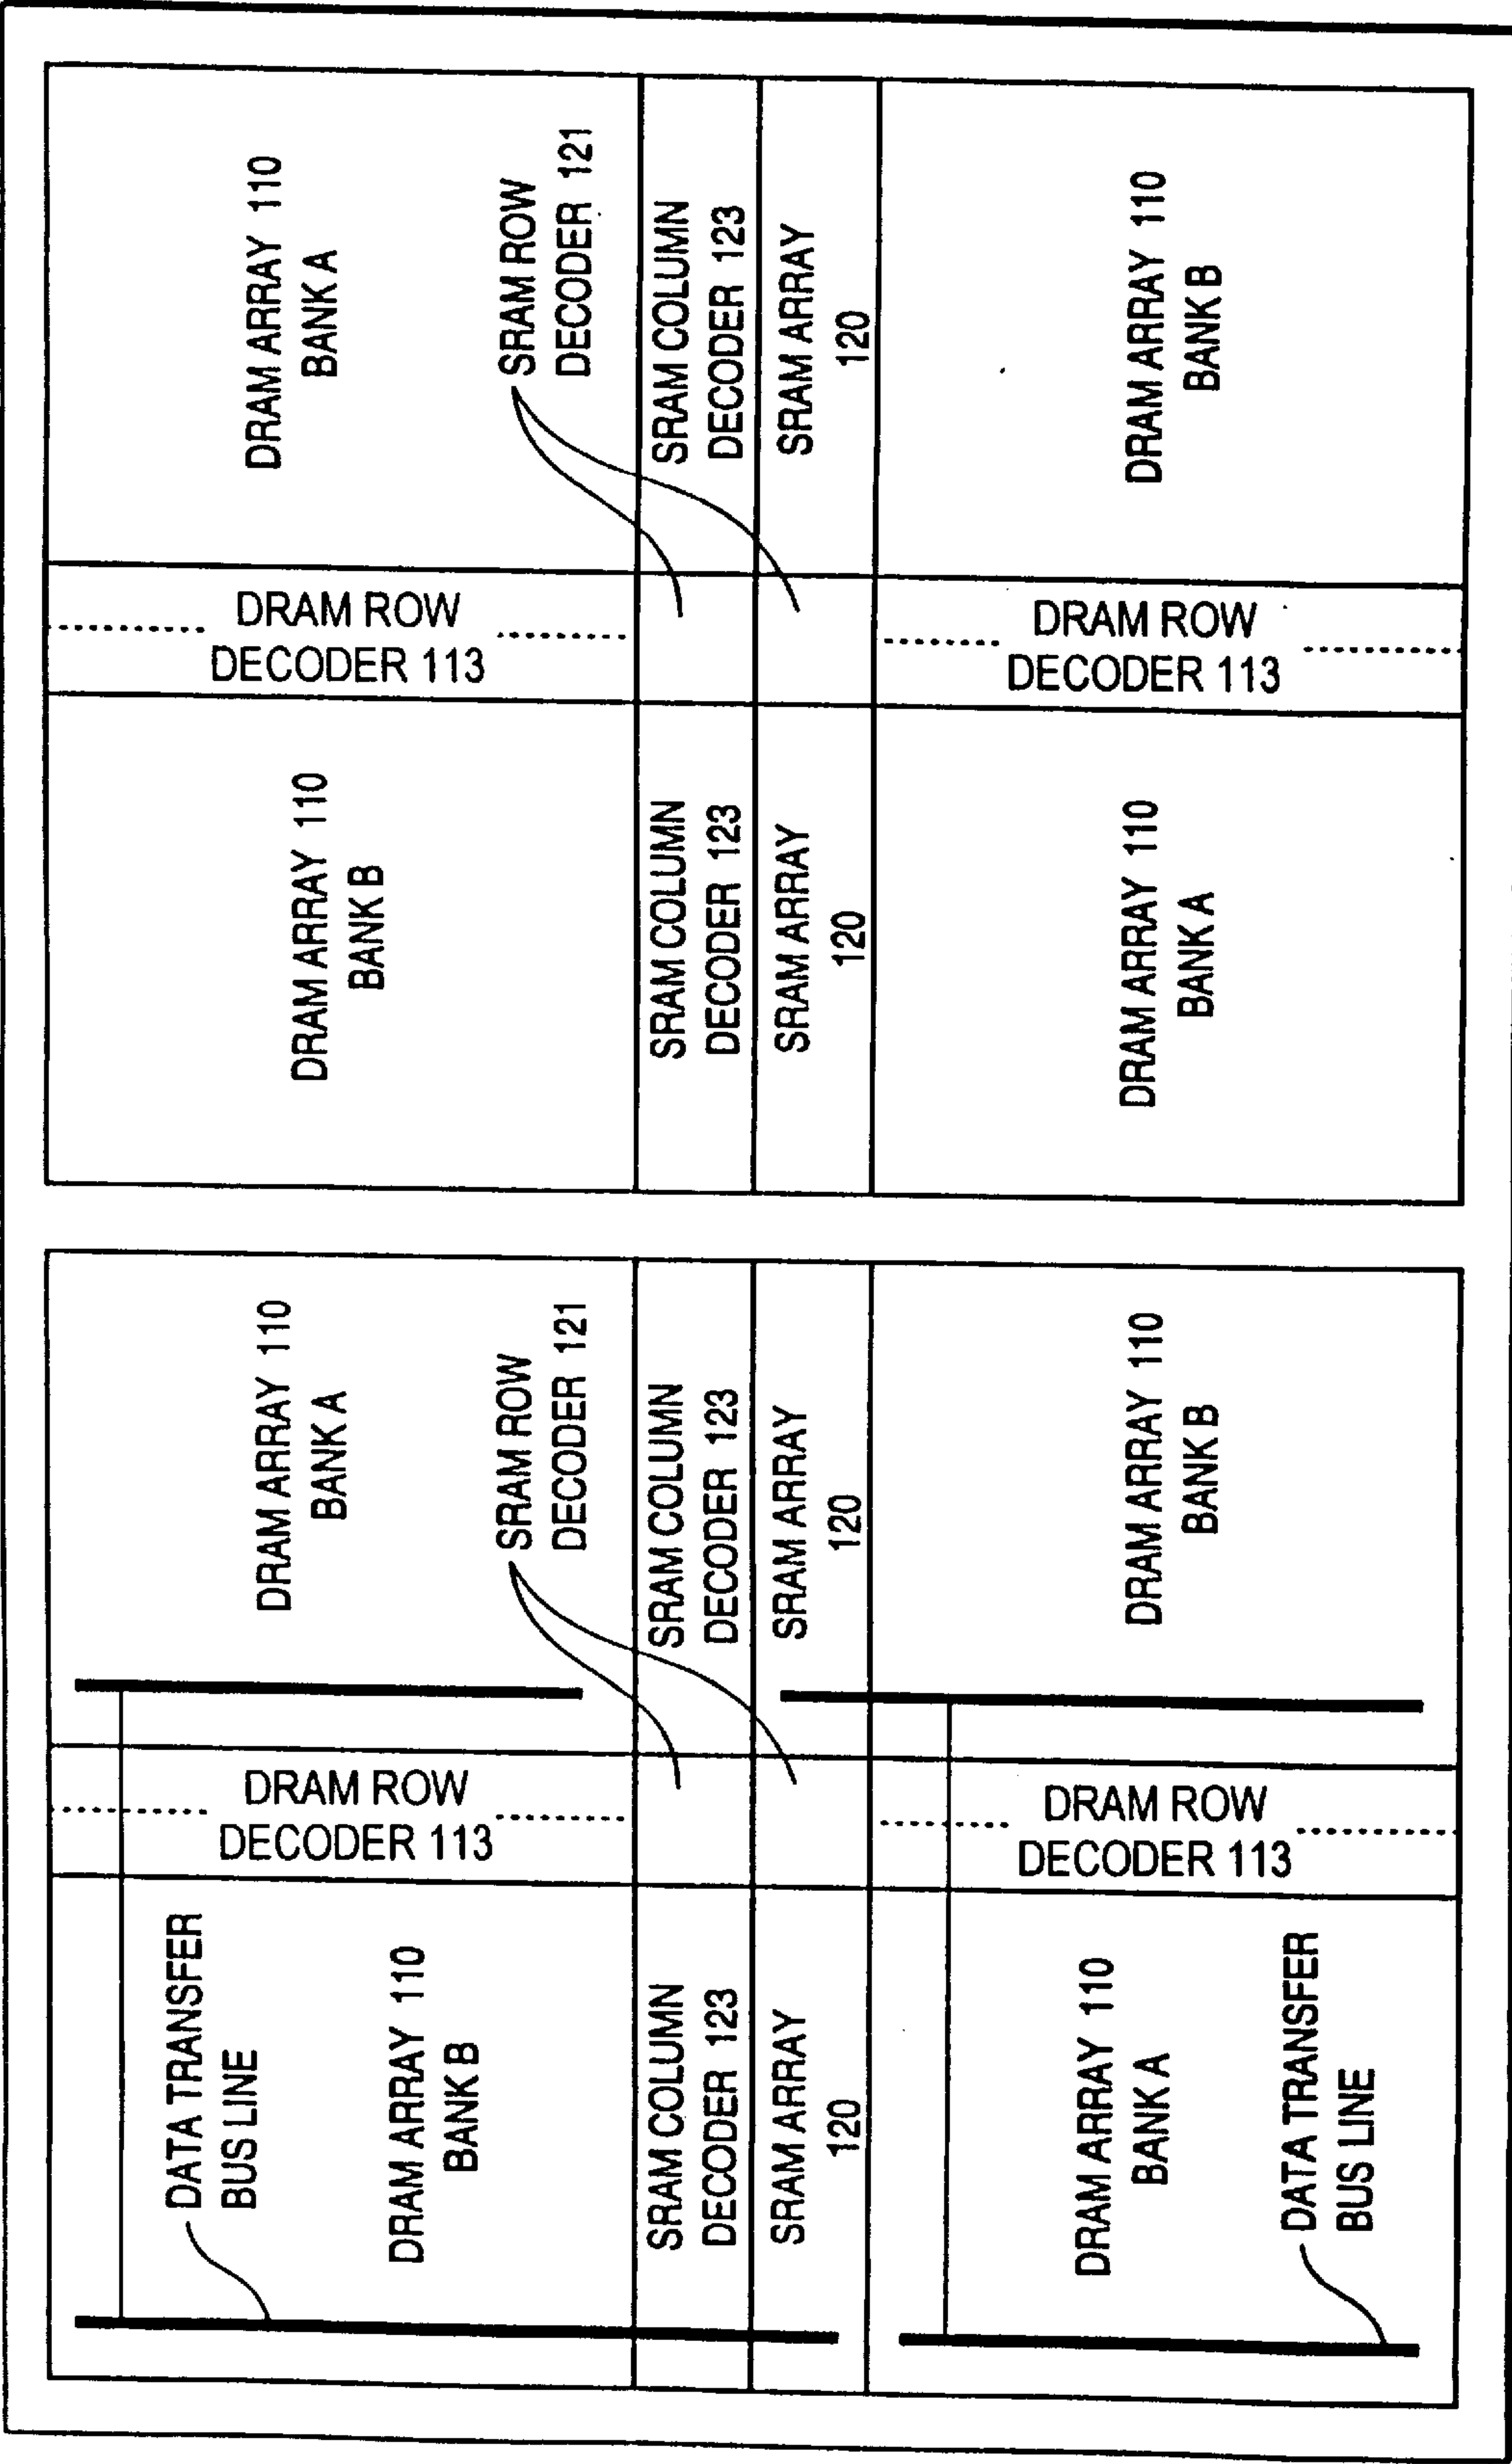 DATA TRANSFER
BUS LINE
DRAM ARRAY 110
BANK B
DRAM ROW
DECODER 113
DRAM ARRAY 110
BANK A
SRAM ROW
DECODER 121
SRAM COLUMN
DECODER 123
SRAM COLUMN
DECODER 123
SRAM ARRAY
120
SRAM ARRAY
120
DRAM ARRAY 110
BANK A
DATA TRANSFER
BUS LINE
DRAM ROW
DECODER 113
DRAM ARRAY 110
BANK B
DRAM ARRAY 110
BANK B
DRAM ROW
DECODER 113
DRAM ARRAY 110
BANK A
SRAM ROW
DECODER 121
SRAM COLUMN
DECODER 123
SRAM COLUMN
DECODER 123
SRAM ARRAY
120
SRAM ARRAY
120
DRAM ARRAY 110
BANK A
DRAM ROW
DECODER 113
DRAM ARRAY 110
BANK B